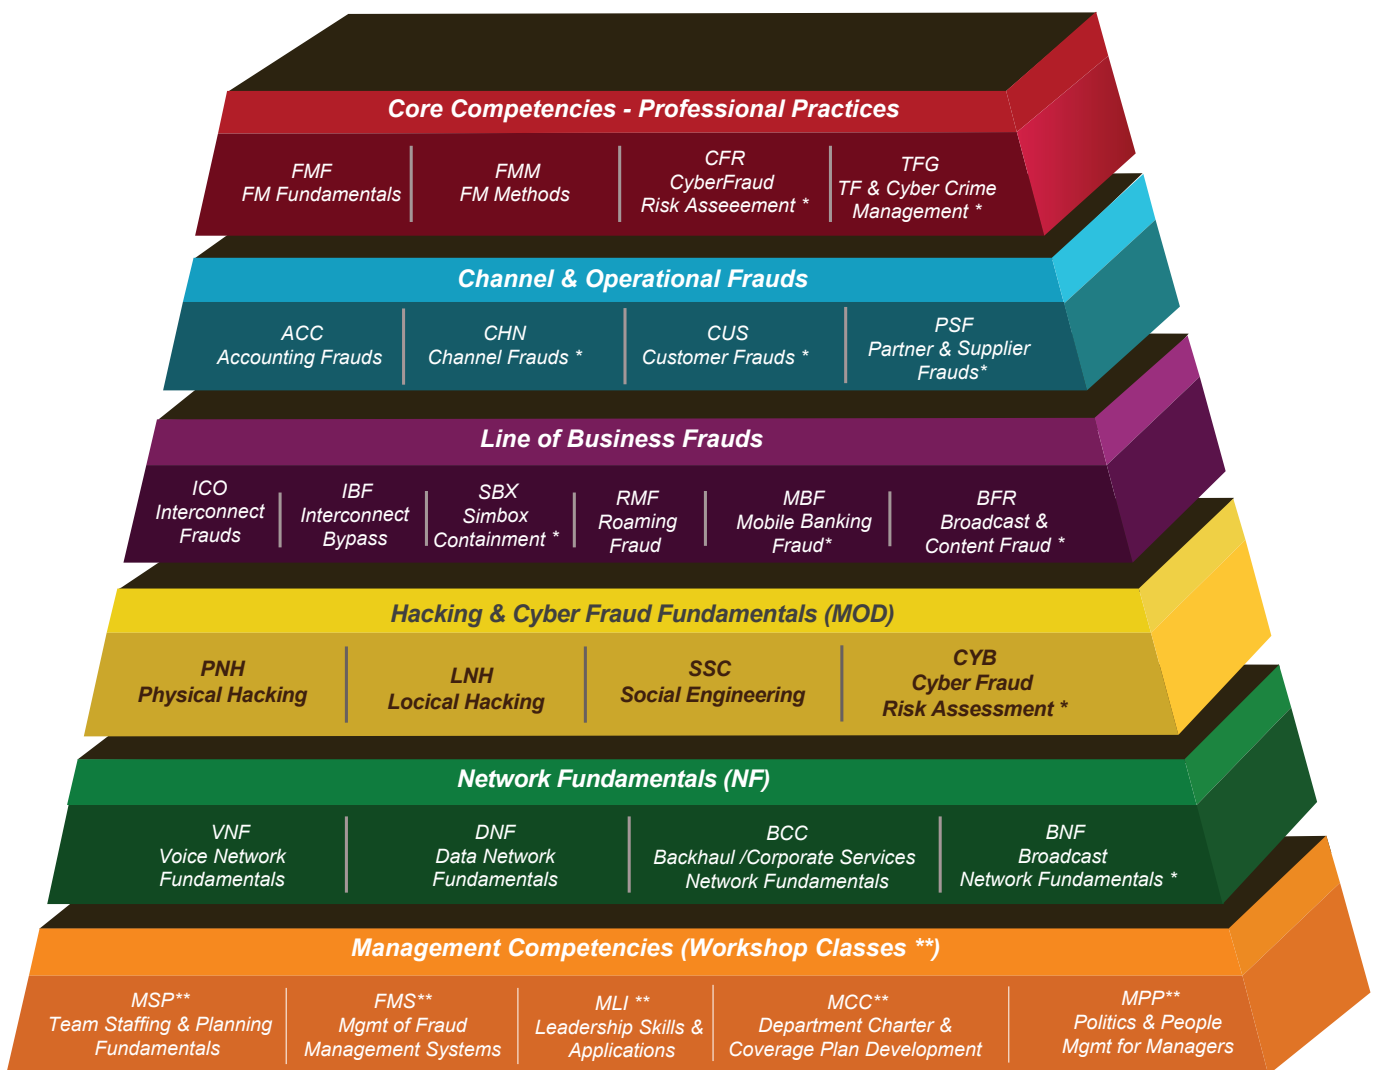 Core Competencies - Professional Practices
FMF
FM Fundamentals
FMM
FM Methods
CFR
CyberFraud
Risk Asseeement *
TFG
TF & Cyber Crime
Management *
Channel & Operational Frauds
ACC
Accounting Frauds
CHN
Channel Frauds *
CUS
Customer Frauds *
PSF
Partner & Supplier
Frauds*
Line of Business Frauds
ICO
Interconnect
Frauds
IBF
Interconnect
Bypass
SBX
Simbox
Containment *
RMF
Roaming
Fraud
MBF
Mobile Banking
Fraud*
BFR
Broadcast &
Content Fraud *
Hacking & Cyber Fraud Fundamentals (MOD)
PNH
Physical Hacking
LNH
Locical Hacking
SSC
Social Engineering
CYB
Cyber Fraud
Risk Assessment *
Network Fundamentals (NF)
VNF
Voice Network
Fundamentals
DNF
Data Network
Fundamentals
BCC
Backhaul /Corporate Services
Network Fundamentals
BNF
Broadcast
Network Fundamentals *
Management Competencies (Workshop Classes **)
MSP**
Team Staffing & Planning
Fundamentals
FMS**
Mgmt of Fraud
Management Systems
MLI **
Leadership Skills &
Applications
MCC**
Department Charter &
Coverage Plan Development
MPP**
Politics & People
Mgmt for Managers